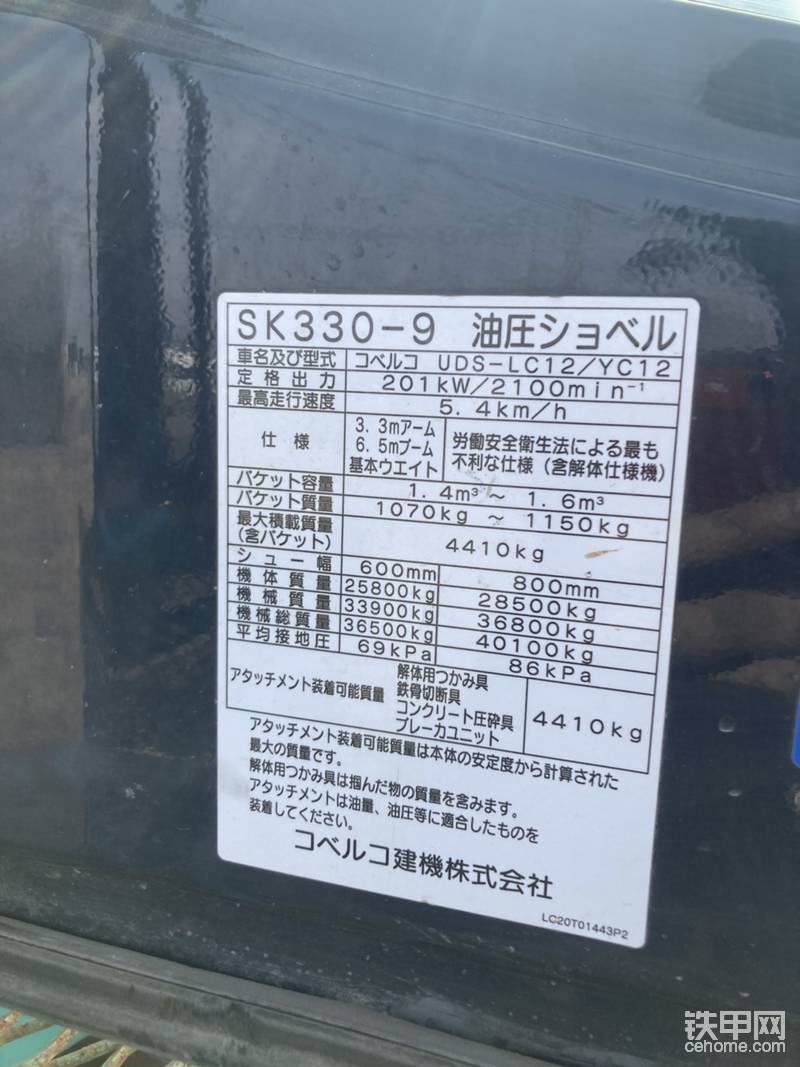 SK330-9 油圧ショベル
車名及び型式 コベルコ UDS-LC12/YC12
定格出力 201kW/2100min⁻¹
最高走行速度 5.4km/h
仕様
3.3mアーム
6.5mブーム
基本ウエイト
労働安全衛生法による最も
不利な仕様(含解体仕様機)
バケット容量 1.4m³ ~ 1.6m³
バケット質量 1070kg ~ 1150kg
最大積載質量
(含バケット)
4410kg
シュー幅 600mm 800mm
機体質量 25800kg 28500kg
機械質量 33900kg 36800kg
機械総質量 36500kg 40100kg
平均接地圧 69kPa 86kPa
アタッチメント装着可能質量
解体用つかみ具
鉄骨切断具
コンクリート圧砕具
ブレーカユニット
4410kg
アタッチメント装着可能質量は本体の安定度から計算された
最大の質量です。
解体用つかみ具は掴んだ物の質量を含みます。
アタッチメントは油量、油圧等に適合したものを
装着してください。
コベルコ建機株式会社
LC20T01443P2
铁甲网
cehome.com